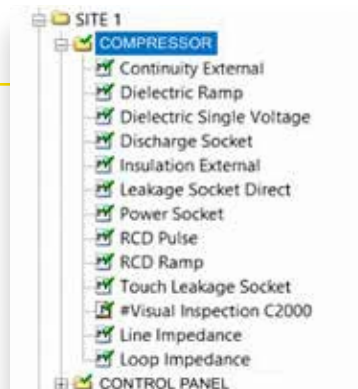 SITE 1
COMPRESSOR
Continuity External
Dielectric Ramp
Dielectric Single Voltage
Discharge Socket
Insulation External
Leakage Socket Direct
Power Socket
RCD Pulse
RCD Ramp
Touch Leakage Socket
#Visual Inspection C2000
Line Impedance
Loop Impedance
CONTROL PANEL